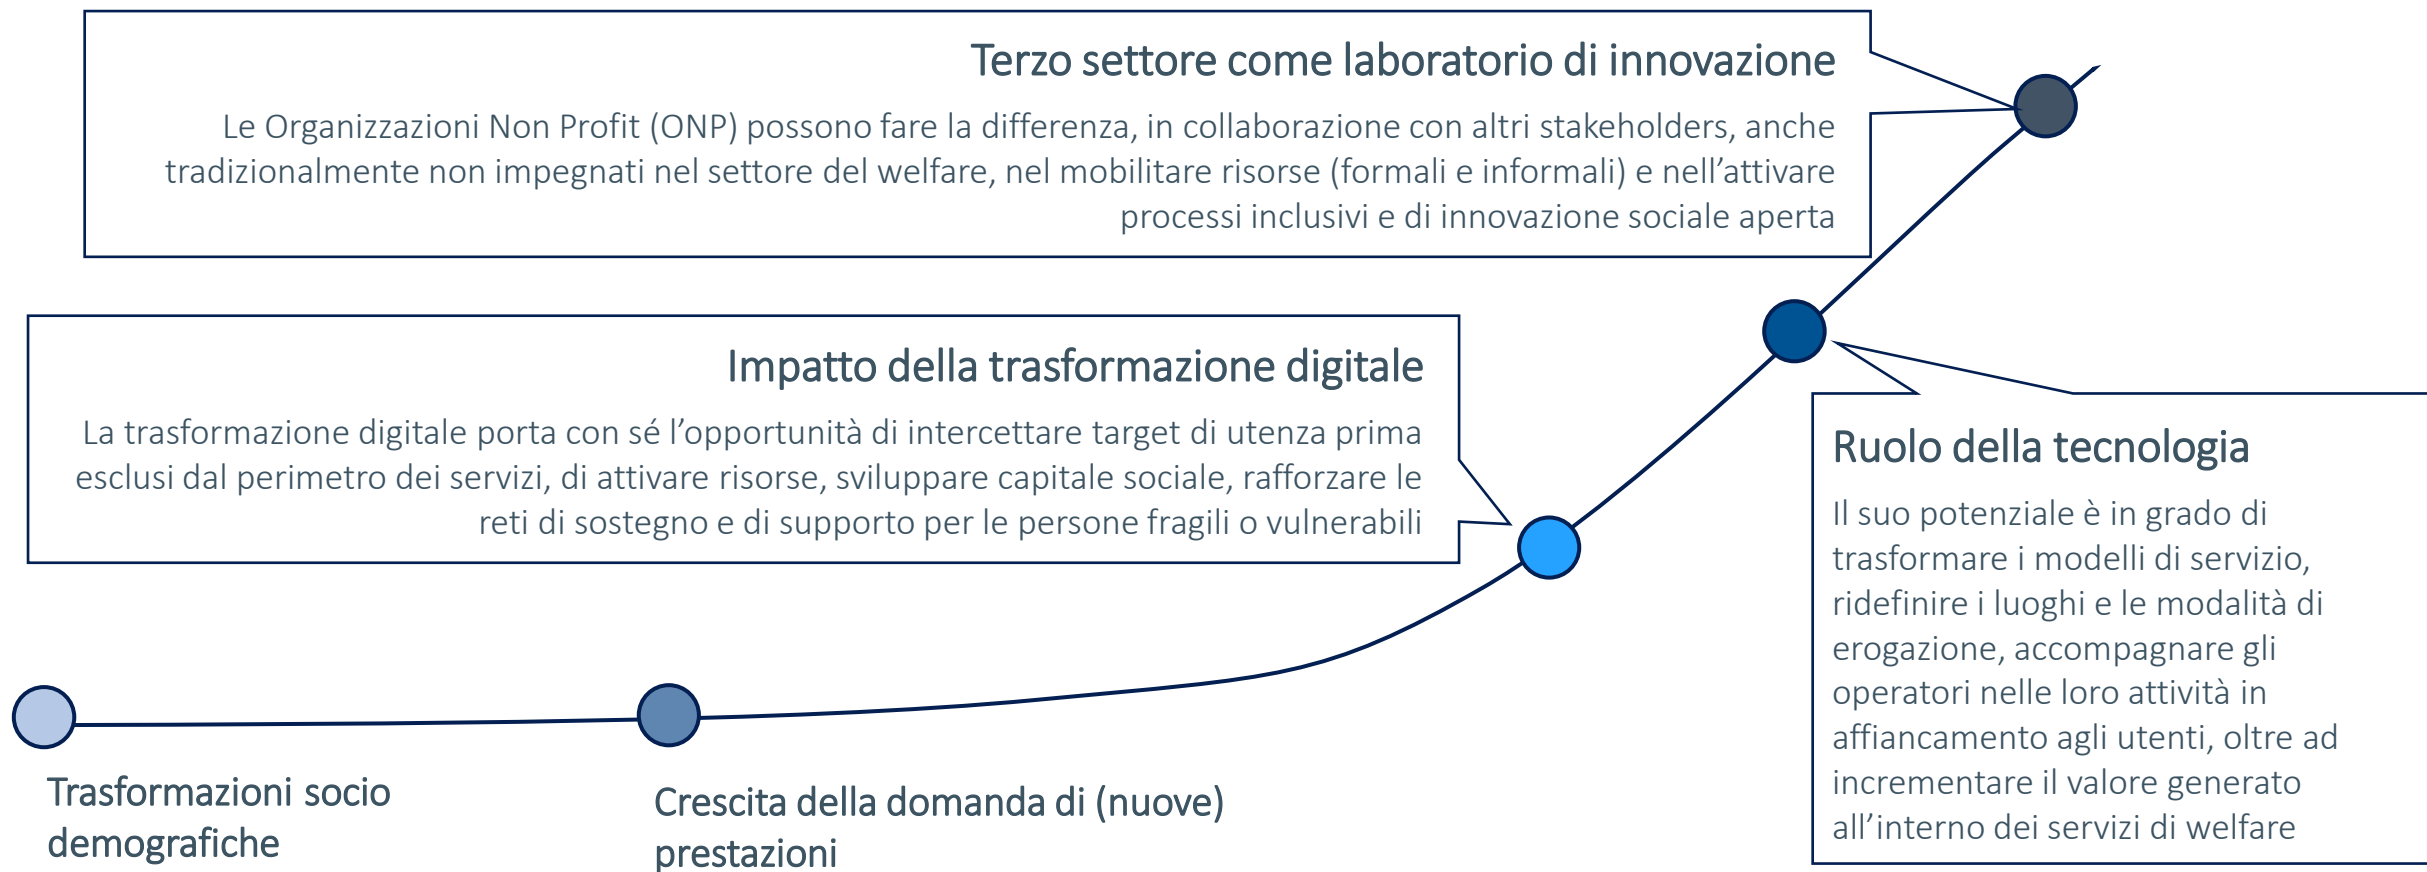 Terzo settore come laboratorio di innovazione
Le Organizzazioni Non Profit (ONP) possono fare la differenza, in collaborazione con altri stakeholders, anche
tradizionalmente non impegnati nel settore del welfare, nel mobilitare risorse (formali e informali) e nell’attivare
processi inclusivi e di innovazione sociale aperta
Impatto della trasformazione digitale
La trasformazione digitale porta con sé l’opportunità di intercettare target di utenza prima
esclusi dal perimetro dei servizi, di attivare risorse, sviluppare capitale sociale, rafforzare le
reti di sostegno e di supporto per le persone fragili o vulnerabili
Ruolo della tecnologia
Il suo potenziale è in grado di
trasformare i modelli di servizio,
ridefinire i luoghi e le modalità di
erogazione, accompagnare gli
operatori nelle loro attività in
affiancamento agli utenti, oltre ad
incrementare il valore generato
all’interno dei servizi di welfare
Trasformazioni socio
demografiche
Crescita della domanda di (nuove)
prestazioni